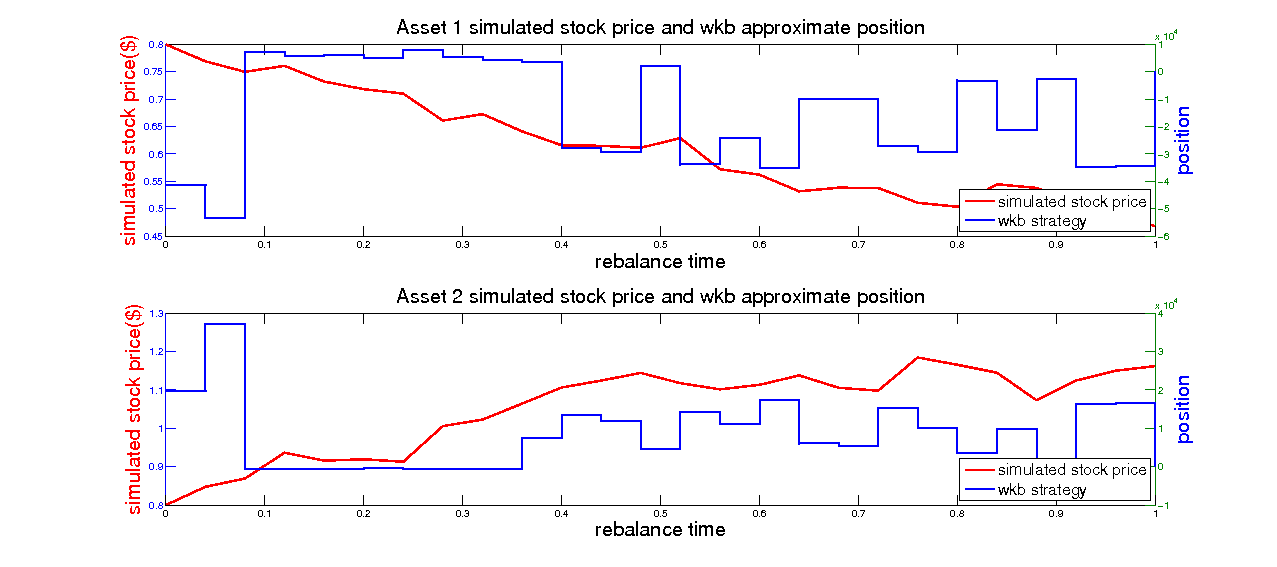 Asset 1 simulated stock price and wkb approximate position
simulated stock price($)
0.8
0.75
0.7
0.65
0.6
0.55
0.5
0.45
x 10^4
1
0
−1
−2
−3
−4
−5
−6
position
simulated stock price
wkb strategy
0 0.1 0.2 0.3 0.4 0.5 0.6 0.7 0.8 0.9 1
rebalance time
Asset 2 simulated stock price and wkb approximate position
simulated stock price($)
1.3
1.2
1.1
1
0.9
0.8
x 10^4
4
3
2
1
0
−1
position
simulated stock price
wkb strategy
0 0.1 0.2 0.3 0.4 0.5 0.6 0.7 0.8 0.9 1
rebalance time